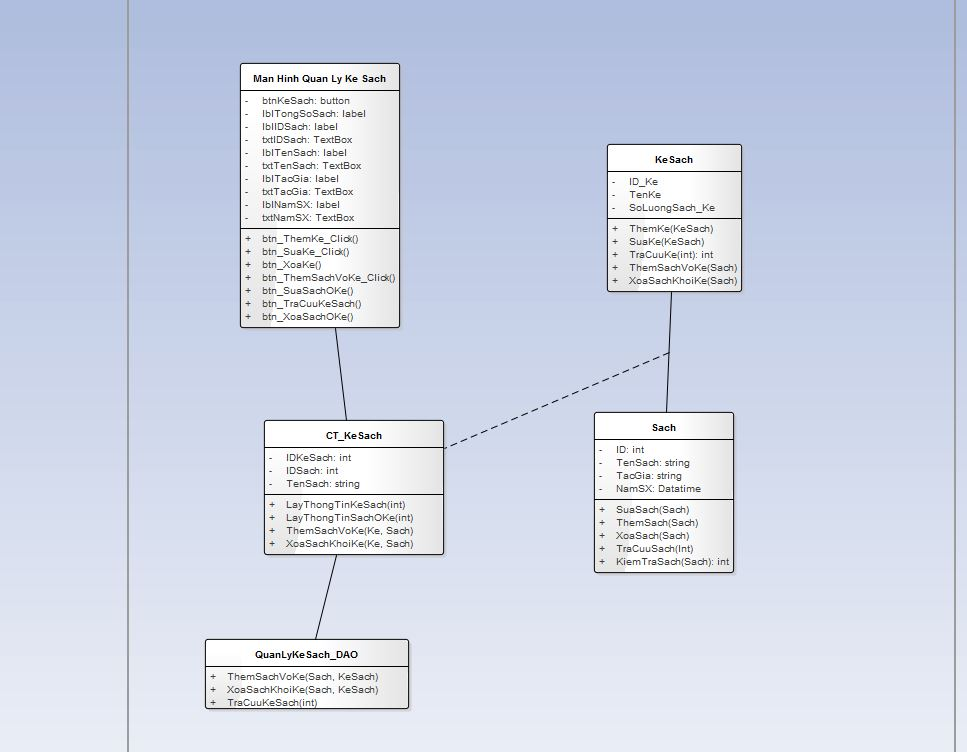 Man Hinh Quan Ly Ke Sach
- btnKeSach: button
- lblTongSoSach: label
- lblIDSach: label
- txtIDSach: TextBox
- lblTenSach: label
- txtTenSach: TextBox
- lblTacGia: label
- txtTacGia: TextBox
- lblNamSX: label
- txtNamSX: TextBox
+ btn_ThemKe_Click()
+ btn_SuaKe_Click()
+ btn_XoaKe()
+ btn_ThemSachVoKe_Click()
+ btn_SuaSachOKe()
+ btn_TraCuuKeSach()
+ btn_XoaSachOKe()
KeSach
- ID_Ke
- TenKe
- SoLuongSach_Ke
+ ThemKe(KeSach)
+ SuaKe(KeSach)
+ TraCuuKe(int): int
+ ThemSachVoKe(Sach)
+ XoaSachKhoiKe(Sach)
CT_KeSach
- IDKeSach: int
- IDSach: int
- TenSach: string
+ LayThongTinKeSach(int)
+ LayThongTinSachOKe(int)
+ ThemSachVoKe(Ke, Sach)
+ XoaSachKhoiKe(Ke, Sach)
Sach
- ID: int
- TenSach: string
- TacGia: string
- NamSX: Datatime
+ SuaSach(Sach)
+ ThemSach(Sach)
+ XoaSach(Sach)
+ TraCuuSach(Int)
+ KiemTraSach(Sach): int
QuanLyKeSach_DAO
+ ThemSachVoKe(Sach, KeSach)
+ XoaSachKhoiKe(Sach, KeSach)
+ TraCuuKeSach(int)